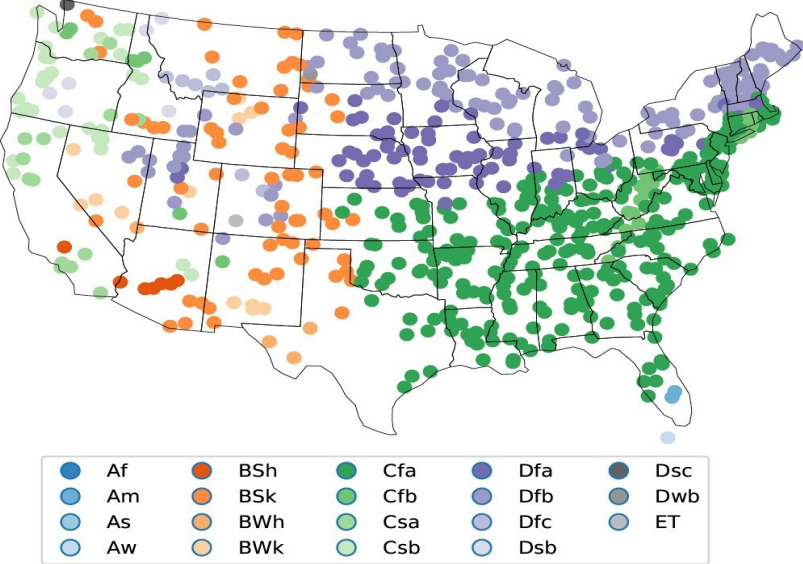 Af BSh Cfa Dfa Dsc
Am BSk Cfb Dfb Dwb
As BWh Csa Dfc ET
Aw BWk Csb Dsb